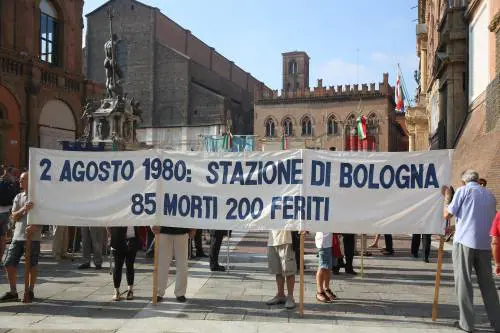 2 AGOSTO 1980: STAZIONE DI BOLOGNA
85 MORTI 200 FERITI